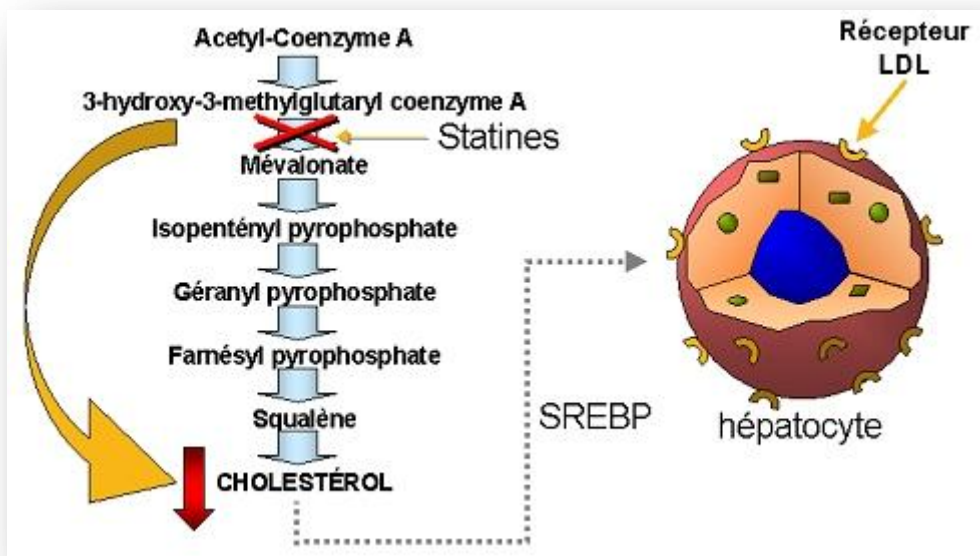 Acetyl-Coenzyme A
3-hydroxy-3-methylglutaryl coenzyme A
Statines
Mévalonate
Isopentényl pyrophosphate
Géranyl pyrophosphate
Farnésyl pyrophosphate
Squalène
CHOLESTÉROL
SREBP
Récepteur
LDL
hépatocyte